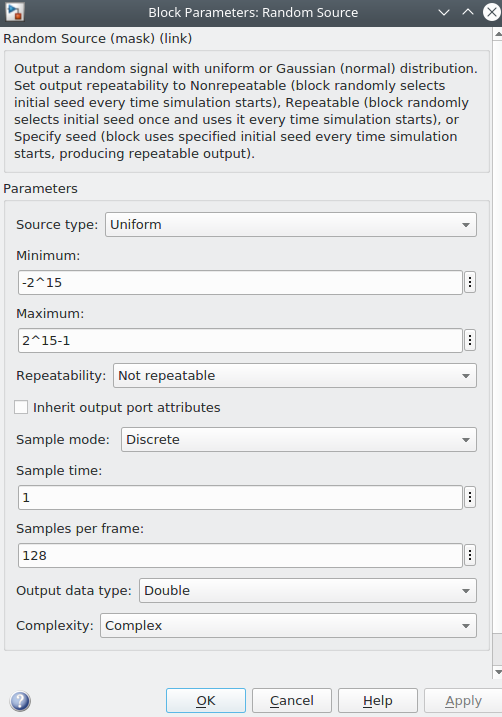 Block Parameters: Random Source
Random Source (mask) (link)
Output a random signal with uniform or Gaussian (normal) distribution.
Set output repeatability to Nonrepeatable (block randomly selects
initial seed every time simulation starts), Repeatable (block randomly
selects initial seed once and uses it every time simulation starts), or
Specify seed (block uses specified initial seed every time simulation
starts, producing repeatable output).
Parameters
Source type: Uniform
Minimum:
-2^15
Maximum:
2^15-1
Repeatability: Not repeatable
Inherit output port attributes
Sample mode: Discrete
Sample time:
1
Samples per frame:
128
Output data type: Double
Complexity: Complex
? OK Cancel Help Apply